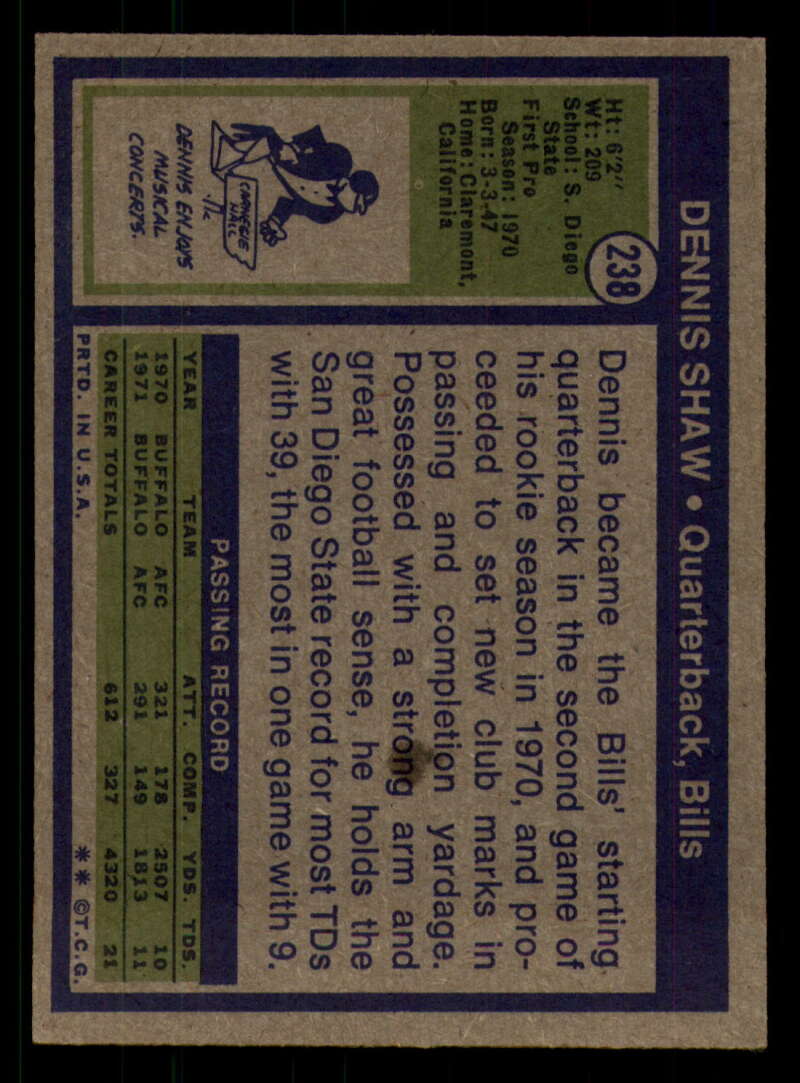 DENNIS SHAW • Quarterback, Bills
238
Ht: 6'2"
Wt: 209
School: S. Diego
State
First Pro
Season: 1970
Born: 3-3-47
Home: Claremont,
California
CARNEGIE
HALL
DENNIS ENJOYS
MUSICAL
CONCERTS.
Dennis became the Bills' starting
quarterback in the second game of
his rookie season in 1970, and pro-
ceeded to set new club marks in
passing and completion yardage.
Possessed with a strong arm and
great football sense, he holds the
San Diego State record for most TDs
with 39, the most in one game with 9.
PASSING RECORD
YEAR TEAM ATT. COMP. YDS. TDS.
1970 BUFFALO AFC 321 178 2507 10
1971 BUFFALO AFC 291 149 1813 11
CAREER TOTALS 612 327 4320 21
PRTD. IN U.S.A. ** ©T.C.G.